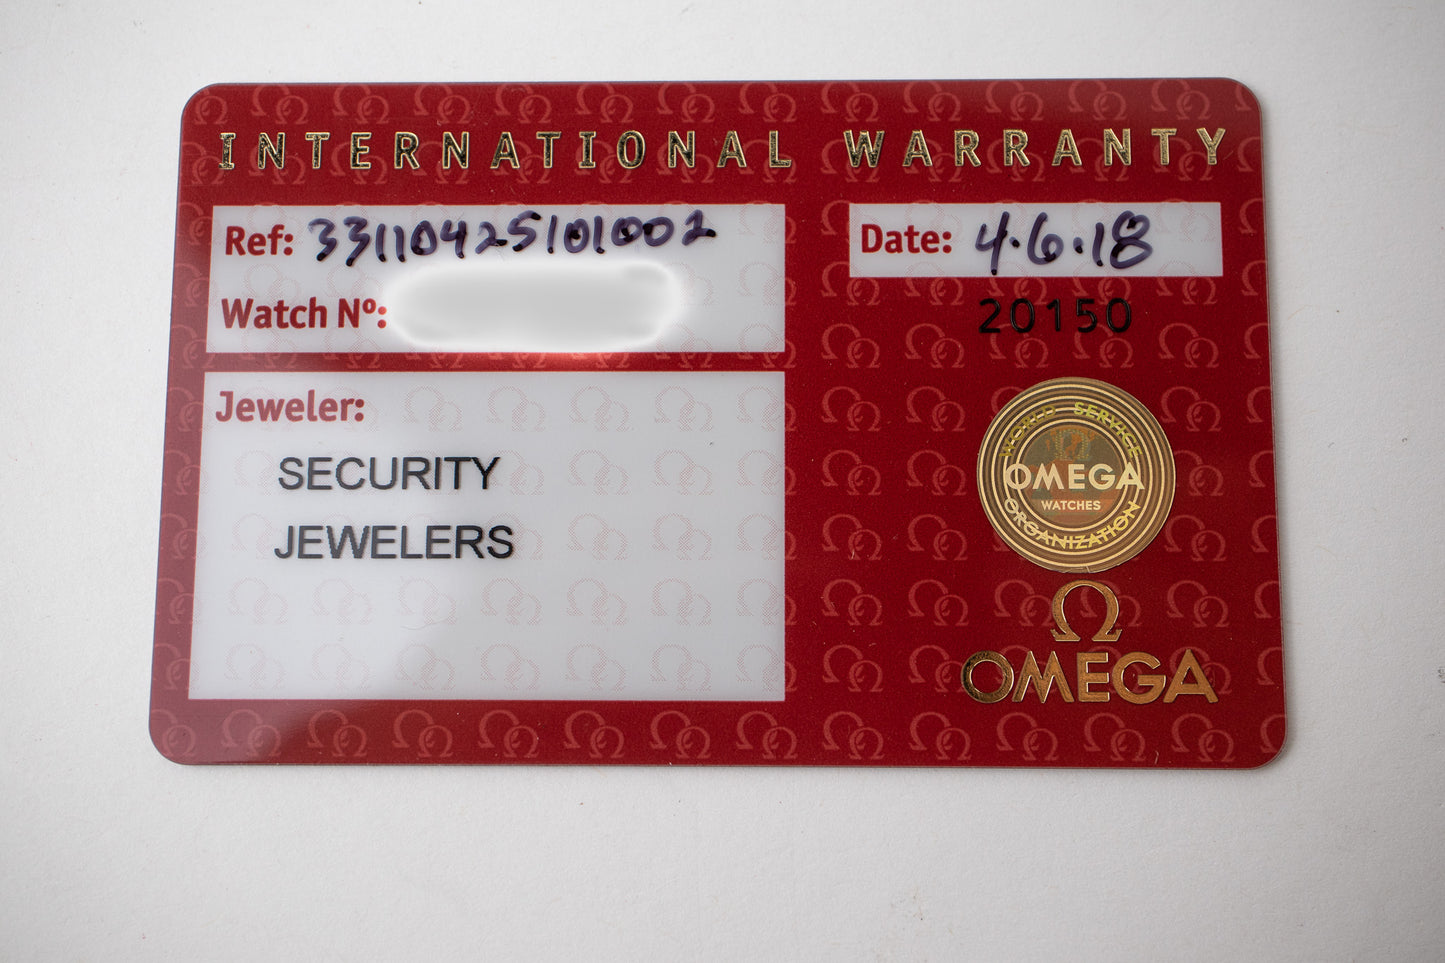 INTERNATIONAL WARRANTY
Ref: 33110425101002
Watch Nº:
Date: 4.6.18
20150
Jeweler:
SECURITY
JEWELERS
WORLD SERVICE
OMEGA
WATCHES
ORGANIZATION
Ω
OMEGA